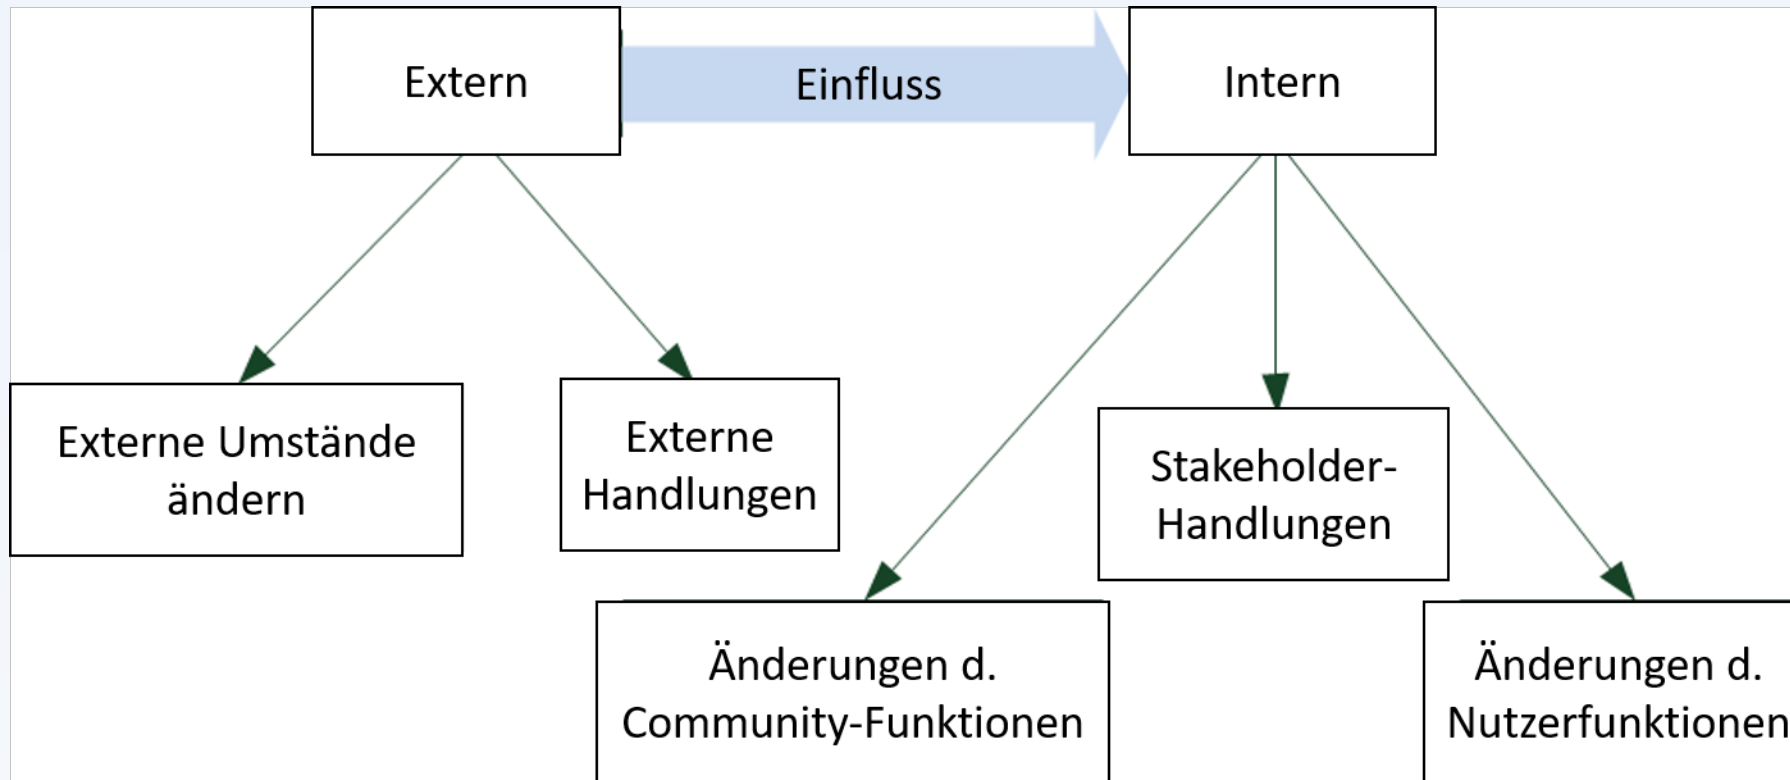 Extern
Einfluss
Intern
Externe Umstände
ändern
Externe
Handlungen
Stakeholder-
Handlungen
Änderungen d.
Community-Funktionen
Änderungen d.
Nutzerfunktionen